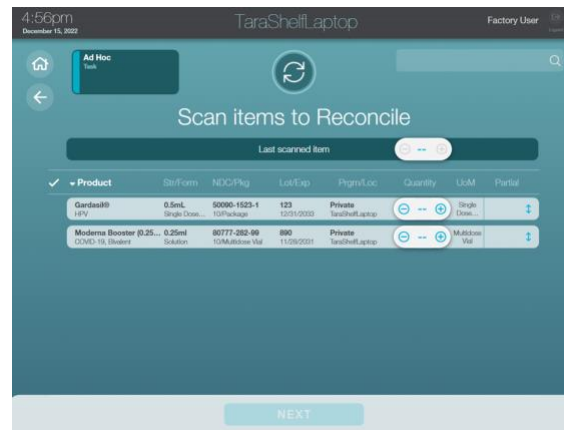 4:56pm
December 15, 2022
TaraShelfLaptop
Factory User
Ad Hoc
Task
Scan items to Reconcile
Last scanned item
--
Product Str/Form NDC/Pkg Lot/Exp Prgm/Loc Quantity UoM Partial
Gardasil® 0.5mL 50090-1523-1 123 Private -- Single
HPV Single Dose... 10/Package 12/31/2033 TaraShelfLaptop Dose...
Moderna Booster (0.25... 0.25ml 80777-282-99 890 Private -- Multidose
COVID-19, Bivalent Solution 10/Multidose Vial 11/28/2031 TaraShelfLaptop Vial
NEXT